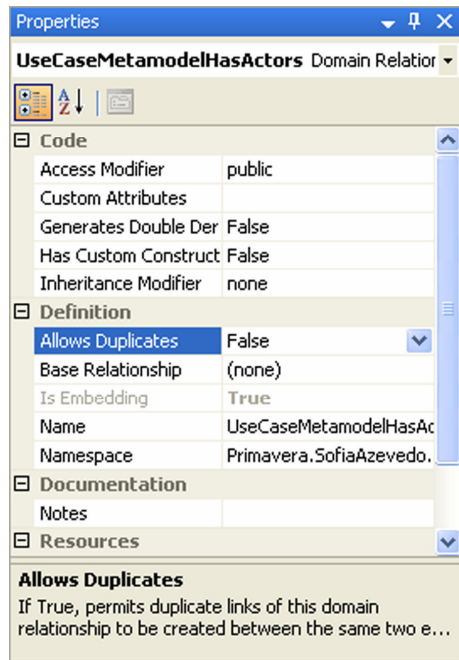 Properties
UseCaseMetamodelHasActors Domain Relation
Code
Access Modifier public
Custom Attributes
Generates Double Der False
Has Custom Construct False
Inheritance Modifier none
Definition
Allows Duplicates False
Base Relationship (none)
Is Embedding True
Name UseCaseMetamodelHasAc
Namespace Primavera.SofiaAzevedo.
Documentation
Notes
Resources
Allows Duplicates
If True, permits duplicate links of this domain
relationship to be created between the same two e...